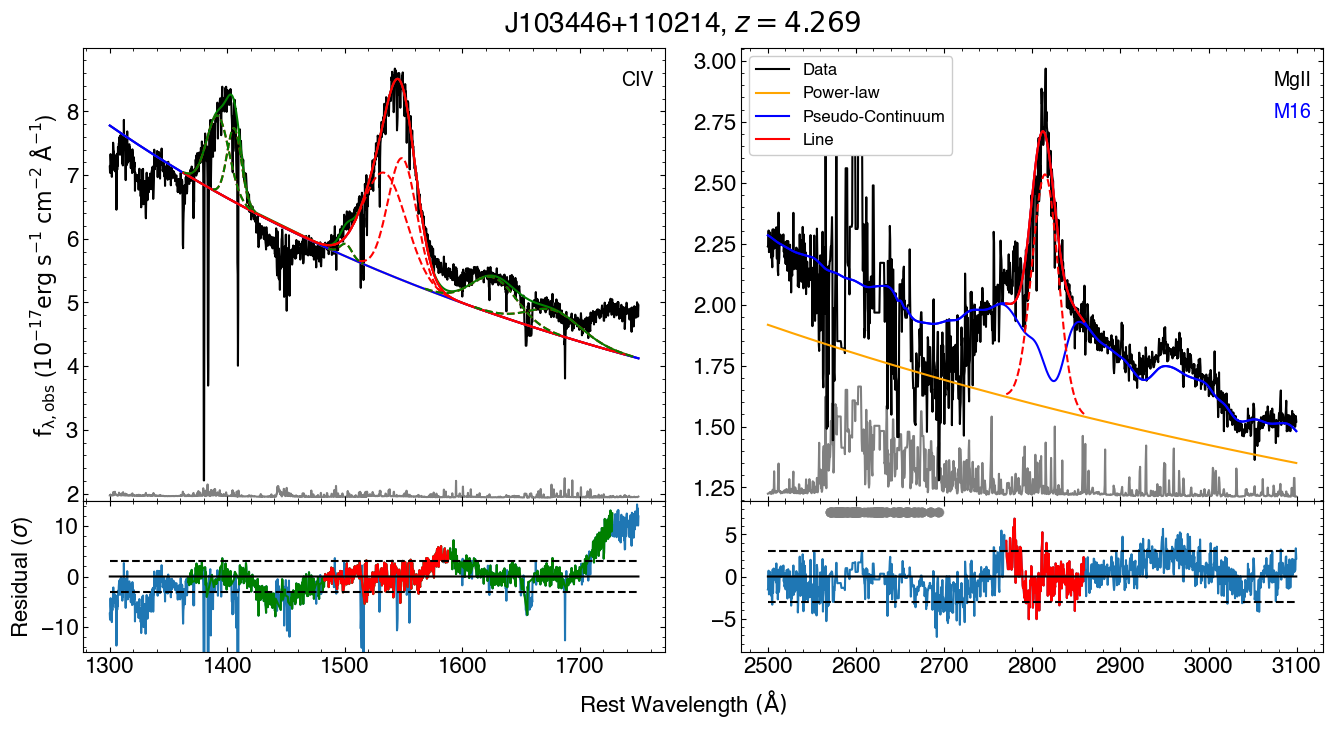 J103446+110214, z = 4.269
CIV
f_λ,obs (10⁻¹⁷erg s⁻¹ cm⁻² Å⁻¹)
8
7
6
5
4
3
2
Data
Power-law
Pseudo-Continuum
Line
MgII
M16
3.00
2.75
2.50
2.25
2.00
1.75
1.50
1.25
Residual (σ)
10
0
−10
1300 1400 1500 1600 1700
5
0
−5
2500 2600 2700 2800 2900 3000 3100
Rest Wavelength (Å)